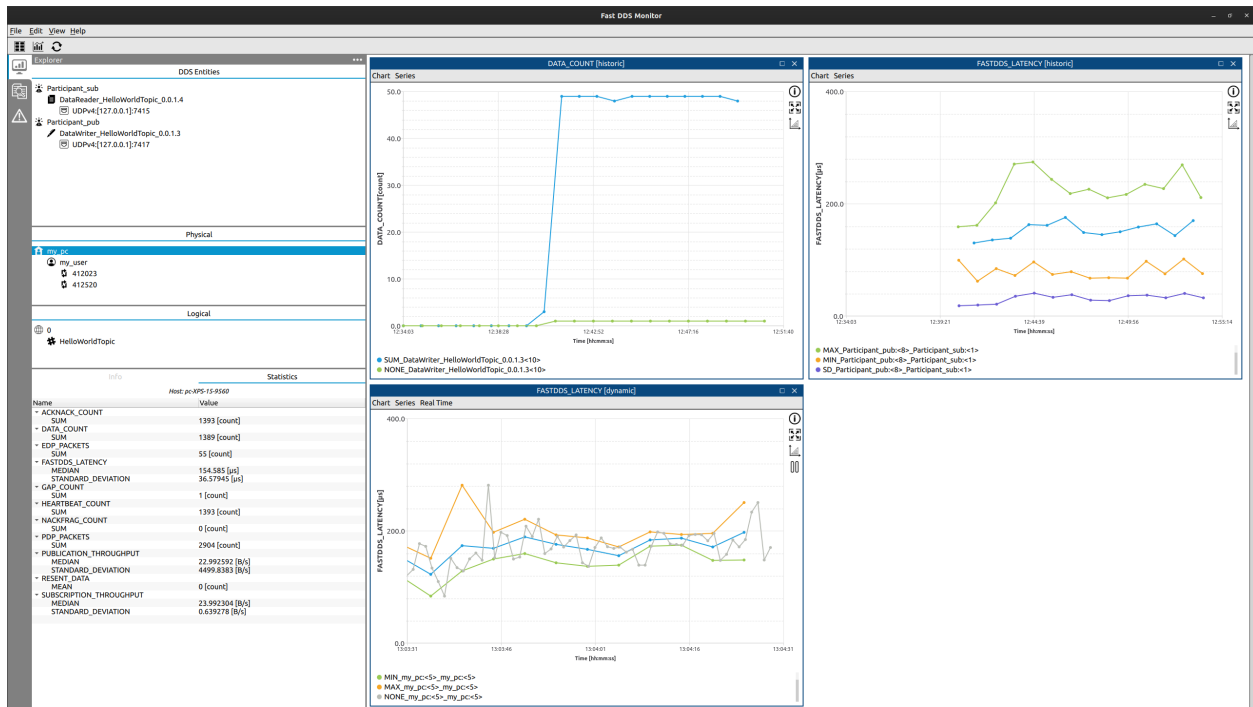 Fast DDS Monitor
File Edit View Help
Explorer
DDS Entities
Participant_sub
DataReader_HelloWorldTopic_0.0.1.4
UDPv4:[127.0.0.1]:7415
Participant_pub
DataWriter_HelloWorldTopic_0.0.1.3
UDPv4:[127.0.0.1]:7417
Physical
my_pc
my_user
412023
412520
Logical
0
HelloWorldTopic
Info Statistics
Host: pc-XPS-15-9560
Name Value
ACKNACK_COUNT
SUM 1393 [count]
DATA_COUNT
SUM 1389 [count]
EDP_PACKETS
SUM 55 [count]
FASTDDS_LATENCY
MEDIAN 154.585 [µs]
STANDARD_DEVIATION 36.57945 [µs]
GAP_COUNT
SUM 1 [count]
HEARTBEAT_COUNT
SUM 1393 [count]
NACKFRAG_COUNT
SUM 0 [count]
PDP_PACKETS
SUM 2904 [count]
PUBLICATION_THROUGHPUT
MEDIAN 22.992592 [B/s]
STANDARD_DEVIATION 4499.8383 [B/s]
RESENT_DATA
MEAN 0 [count]
SUBSCRIPTION_THROUGHPUT
MEDIAN 23.992304 [B/s]
STANDARD_DEVIATION 0.639278 [B/s]
DATA_COUNT [historic]
Chart Series
DATA_COUNT[count]
50.0
40.0
30.0
20.0
10.0
0.0
12:34:03 12:38:28 12:42:52 12:47:16 12:51:40
Time [hh:mm:ss]
SUM_DataWriter_HelloWorldTopic_0.0.1.3<10>
NONE_DataWriter_HelloWorldTopic_0.0.1.3<10>
FASTDDS_LATENCY [historic]
Chart Series
FASTDDS_LATENCY[µs]
400.0
200.0
0.0
12:34:03 12:39:21 12:44:39 12:49:56 12:55:14
Time [hh:mm:ss]
MAX_Participant_pub:<8>_Participant_sub:<1>
MIN_Participant_pub:<8>_Participant_sub:<1>
SD_Participant_pub:<8>_Participant_sub:<1>
FASTDDS_LATENCY [dynamic]
Chart Series Real Time
FASTDDS_LATENCY[µs]
400.0
200.0
0.0
13:03:31 13:03:46 13:04:01 13:04:16 13:04:31
Time [hh:mm:ss]
MIN_my_pc:<5>_my_pc:<5>
MAX_my_pc:<5>_my_pc:<5>
NONE_my_pc:<5>_my_pc:<5>